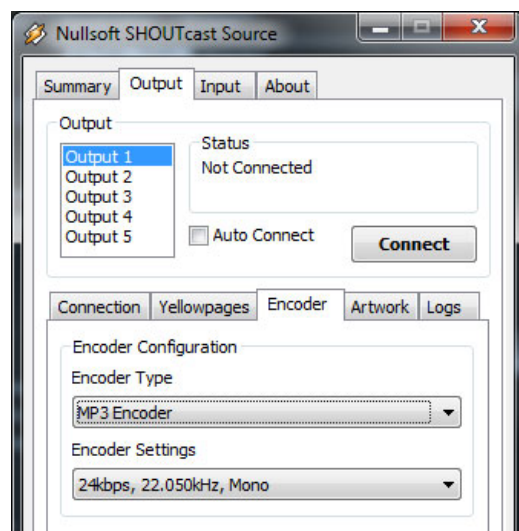 Nullsoft SHOUTcast Source
Summary Output Input About
Output
Output 1
Output 2
Output 3
Output 4
Output 5
Status
Not Connected
Auto Connect
Connect
Connection Yellowpages Encoder Artwork Logs
Encoder Configuration
Encoder Type
MP3 Encoder
Encoder Settings
24kbps, 22.050kHz, Mono